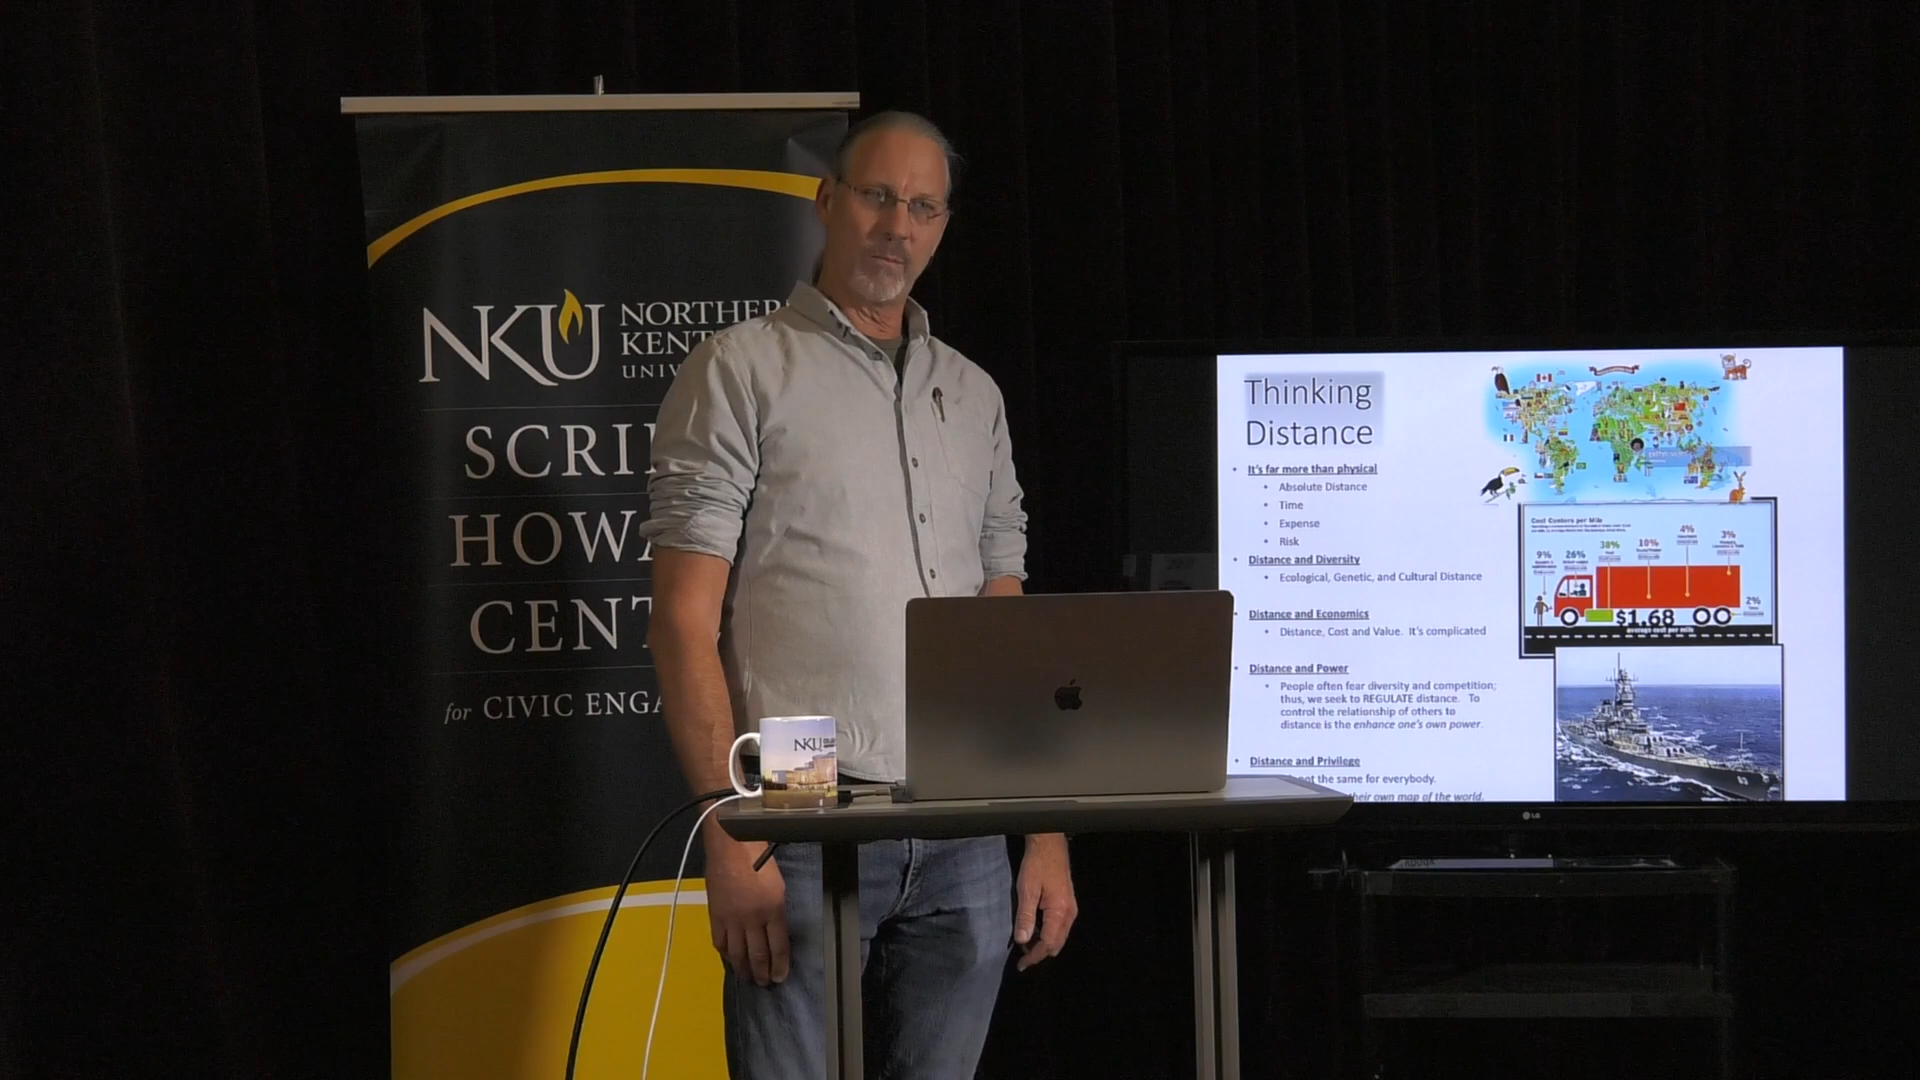 NKU
NORTHER
KENT
UNIV
SCRI
HOWA
CENT
for CIVIC ENGA
NKU
Thinking
Distance
It's far more than physical
Absolute Distance
Time
Expense
Risk
Distance and Diversity
Ecological, Genetic, and Cultural Distance
Distance and Economics
Distance, Cost and Value. It's complicated
Distance and Power
People often fear diversity and competition;
thus, we seek to REGULATE distance. To
control the relationship of others to
distance is the enhance one's own power.
Distance and Privilege
not the same for everybody.
their own map of the world.
Cost Centers per Mile
9%
26%
38%
10%
4%
3%
2%
$1.68
average cost per mile
63
LG